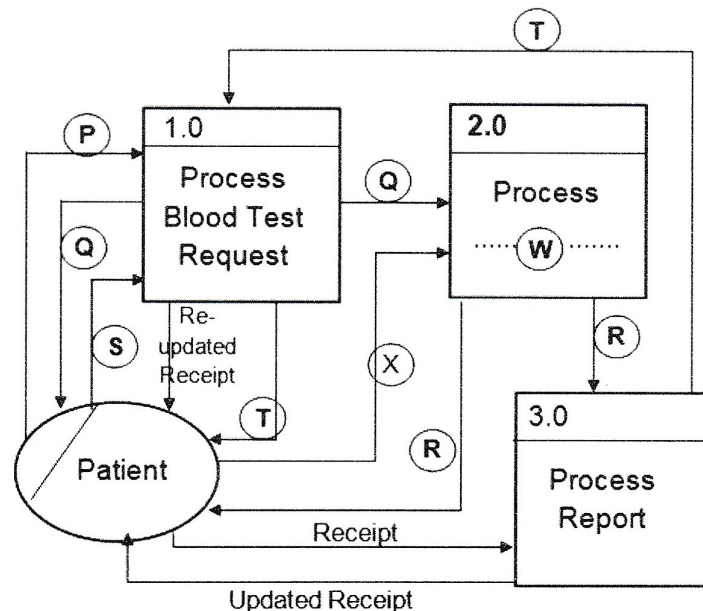 T
P
1.0
Process
Blood Test
Request
Q
2.0
Process
W
Q
S
Re-
updated
Receipt
X
R
T
R
3.0
Process
Report
Patient
Receipt
Updated Receipt